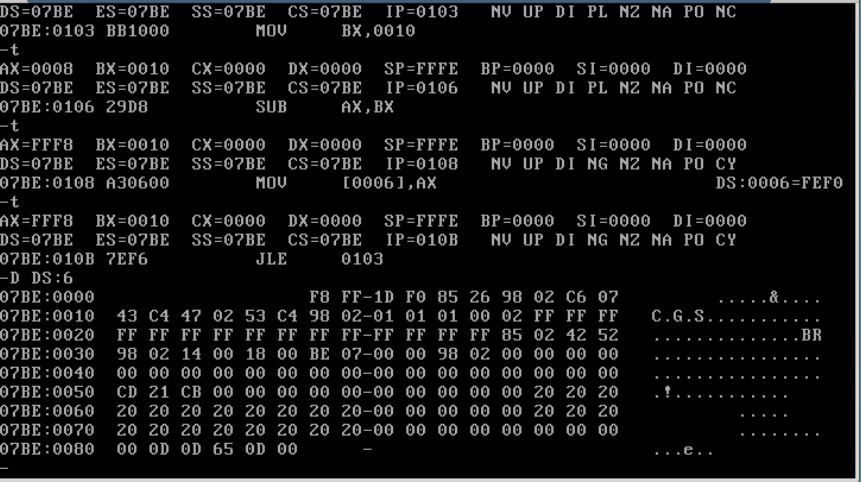 DS=07BE  ES=07BE  SS=07BE  CS=07BE  IP=0103   NV UP DI PL NZ NA PO NC
07BE:0103 BB1000        MOV     BX,0010
-t
AX=0008  BX=0010  CX=0000  DX=0000  SP=FFFE  BP=0000  SI=0000  DI=0000
DS=07BE  ES=07BE  SS=07BE  CS=07BE  IP=0106   NV UP DI PL NZ NA PO NC
07BE:0106 29D8          SUB     AX,BX
-t
AX=FFF8  BX=0010  CX=0000  DX=0000  SP=FFFE  BP=0000  SI=0000  DI=0000
DS=07BE  ES=07BE  SS=07BE  CS=07BE  IP=0108   NV UP DI NG NZ NA PO CY
07BE:0108 A30600        MOV     [0006],AX                          DS:0006=FEF0
-t
AX=FFF8  BX=0010  CX=0000  DX=0000  SP=FFFE  BP=0000  SI=0000  DI=0000
DS=07BE  ES=07BE  SS=07BE  CS=07BE  IP=010B   NV UP DI NG NZ NA PO CY
07BE:010B 7EF6          JLE     0103
-D DS:6
07BE:0000                    F8 FF-1D F0 85 26 98 02 C6 07         .....&....
07BE:0010  43 C4 47 02 53 C4 98 02-01 01 01 00 02 FF FF FF   C.G.S...........
07BE:0020  FF FF FF FF FF FF FF FF-FF FF FF FF 85 02 42 52   ..............BR
07BE:0030  98 02 14 00 18 00 BE 07-00 00 98 02 00 00 00 00   ................
07BE:0040  00 00 00 00 00 00 00 00-00 00 00 00 00 00 00 00   ................
07BE:0050  CD 21 CB 00 00 00 00 00-00 00 00 00 00 20 20 20   .!...........
07BE:0060  20 20 20 20 20 20 20 20-00 00 00 00 00 20 20 20           .....
07BE:0070  20 20 20 20 20 20 20 20-00 00 00 00 00 00 00 00           ........
07BE:0080  00 0D 0D 65 0D 00       -                         ...e..
-